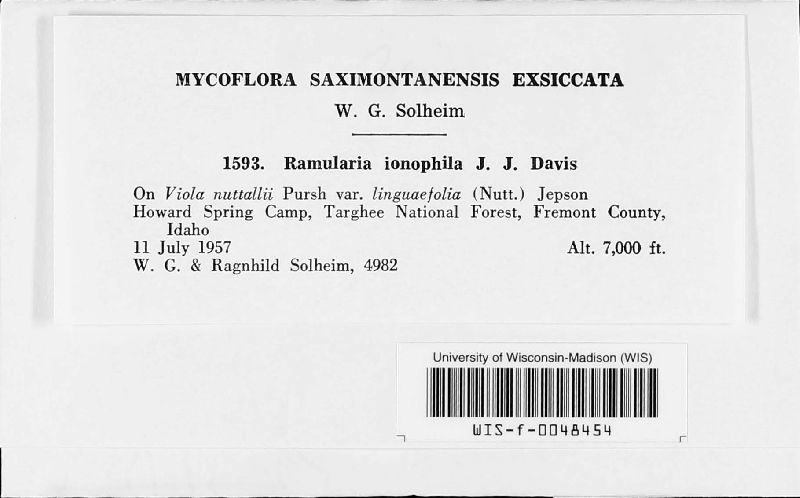 MYCOFLORA SAXIMONTANENSIS EXSICCATA
W. G. Solheim
1593. Ramularia ionophila J. J. Davis
On Viola nuttallii Pursh var. linguaefolia (Nutt.) Jepson
Howard Spring Camp, Targhee National Forest, Fremont County,
Idaho
11 July 1957 Alt. 7,000 ft.
W. G. & Ragnhild Solheim, 4982
University of Wisconsin-Madison (WIS)
WIS-f-0048454